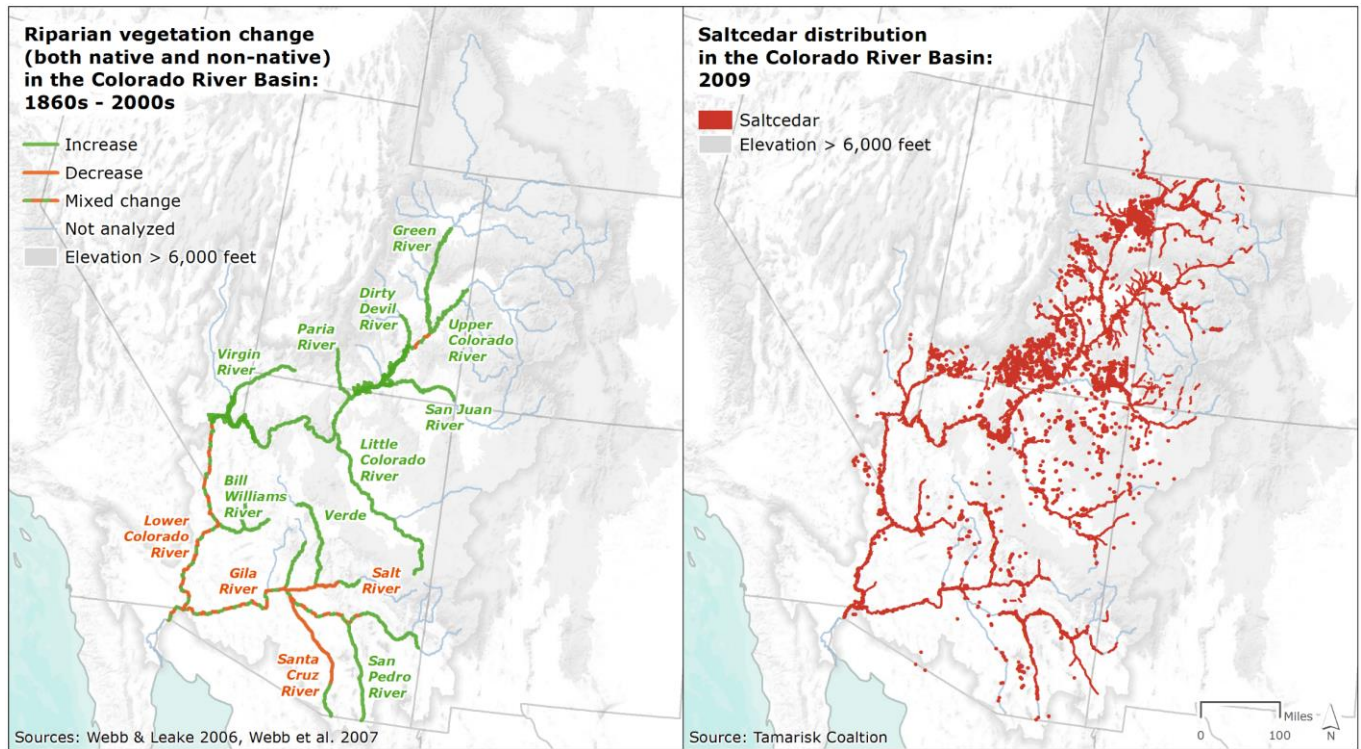 Riparian vegetation change
(both native and non-native)
in the Colorado River Basin:
1860s - 2000s
Increase
Decrease
Mixed change
Not analyzed
Elevation > 6,000 feet
Green
River
Dirty
Devil
River
Paria
River
Upper
Colorado
River
Virgin
River
San Juan
River
Little
Colorado
River
Bill
Williams
River
Verde
Lower
Colorado
River
Gila
River
Salt
River
Santa
Cruz
River
San
Pedro
River
Sources: Webb & Leake 2006, Webb et al. 2007
Saltcedar distribution
in the Colorado River Basin:
2009
Saltcedar
Elevation > 6,000 feet
Miles
0 100
N
Source: Tamarisk Coalition